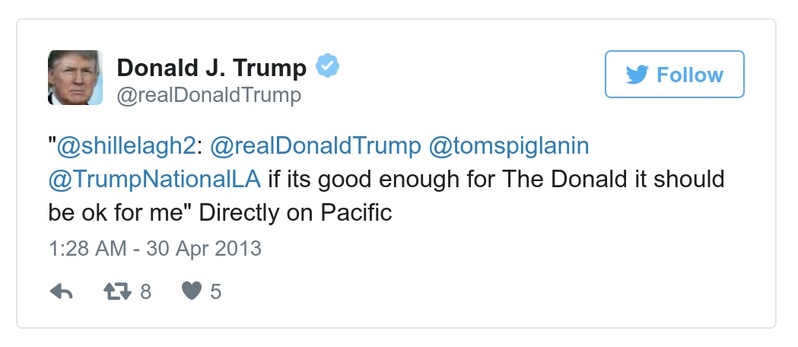 Donald J. Trump
@realDonaldTrump
Follow
"@shillelagh2: @realDonaldTrump @tomspiglanin
@TrumpNationalLA if its good enough for The Donald it should
be ok for me" Directly on Pacific
1:28 AM - 30 Apr 2013
8 5